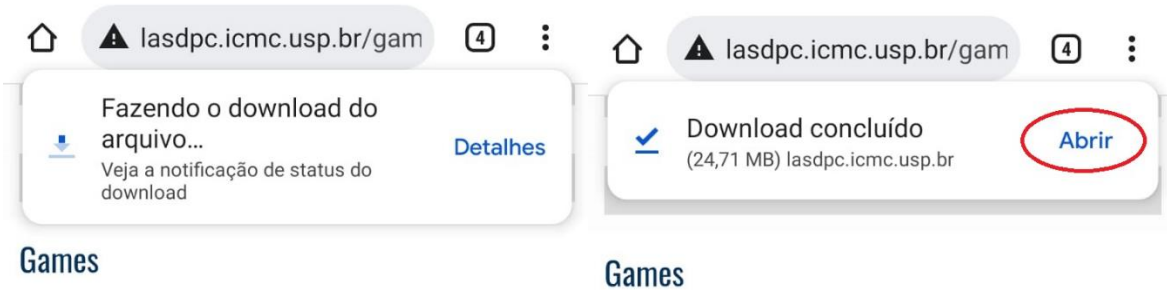 lasdpc.icmc.usp.br/gam
4
Fazendo o download do
arquivo...
Veja a notificação de status do
download
Detalhes
Games
lasdpc.icmc.usp.br/gam
4
Download concluído
(24,71 MB) lasdpc.icmc.usp.br
Abrir
Games